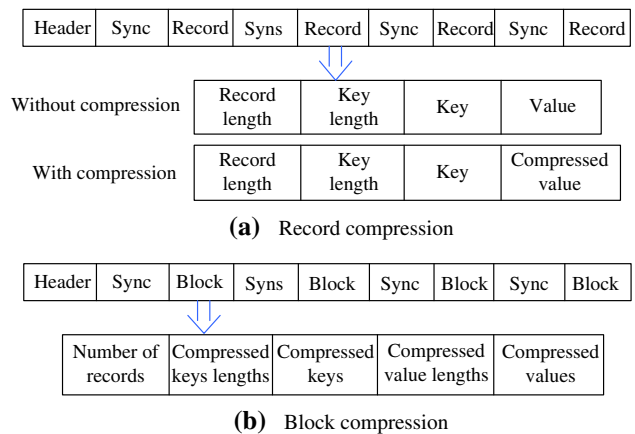 Header Sync Record Syns Record Sync Record Sync Record
Without compression
Record length
Key length
Key
Value
With compression
Record length
Key length
Key
Compressed value
(a) Record compression
Header Sync Block Syns Block Sync Block Sync Block
Number of records
Compressed keys lengths
Compressed keys
Compressed value lengths
Compressed values
(b) Block compression